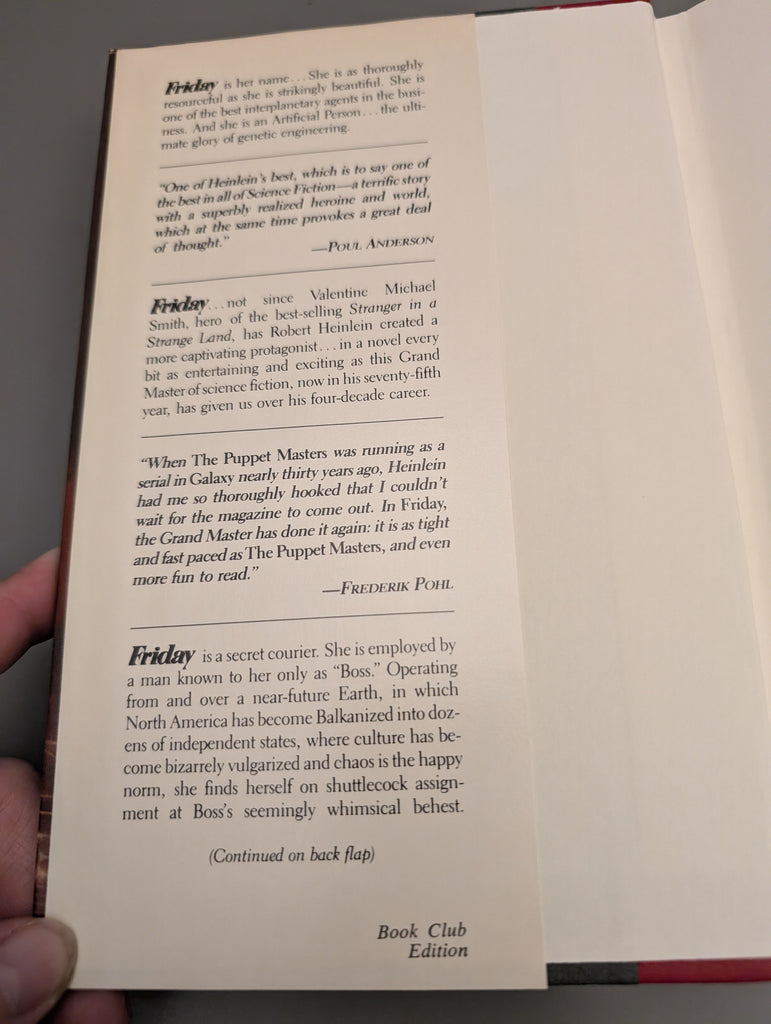 Friday is her name... She is as thoroughly
resourceful as she is strikingly beautiful. She is
one of the best interplanetary agents in the busi-
ness. And she is an Artificial Person... the ulti-
mate glory of genetic engineering.
"One of Heinlein's best, which is to say one of
the best in all of Science Fiction—a terrific story
with a superbly realized heroine and world,
which at the same time provokes a great deal
of thought."
—POUL ANDERSON
Friday...not since Valentine Michael
Smith, hero of the best-selling Stranger in a
Strange Land, has Robert Heinlein created a
more captivating protagonist...in a novel every
bit as entertaining and exciting as this Grand
Master of science fiction, now in his seventy-fifth
year, has given us over his four-decade career.
"When The Puppet Masters was running as a
serial in Galaxy nearly thirty years ago, Heinlein
had me so thoroughly hooked that I couldn't
wait for the magazine to come out. In Friday,
the Grand Master has done it again: it is as tight
and fast paced as The Puppet Masters, and even
more fun to read."
—FREDERIK POHL
Friday is a secret courier. She is employed by
a man known to her only as "Boss." Operating
from and over a near-future Earth, in which
North America has become Balkanized into doz-
ens of independent states, where culture has be-
come bizarrely vulgarized and chaos is the happy
norm, she finds herself on shuttlecock assign-
ment at Boss's seemingly whimsical behest.
(Continued on back flap)
Book Club
Edition